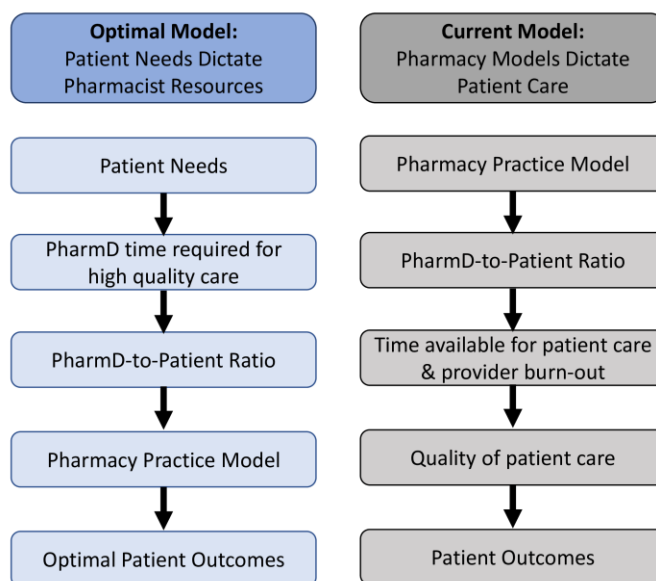 Optimal Model:
Patient Needs Dictate
Pharmacist Resources
Patient Needs
PharmD time required for
high quality care
PharmD-to-Patient Ratio
Pharmacy Practice Model
Optimal Patient Outcomes
Current Model:
Pharmacy Models Dictate
Patient Care
Pharmacy Practice Model
PharmD-to-Patient Ratio
Time available for patient care
& provider burn-out
Quality of patient care
Patient Outcomes